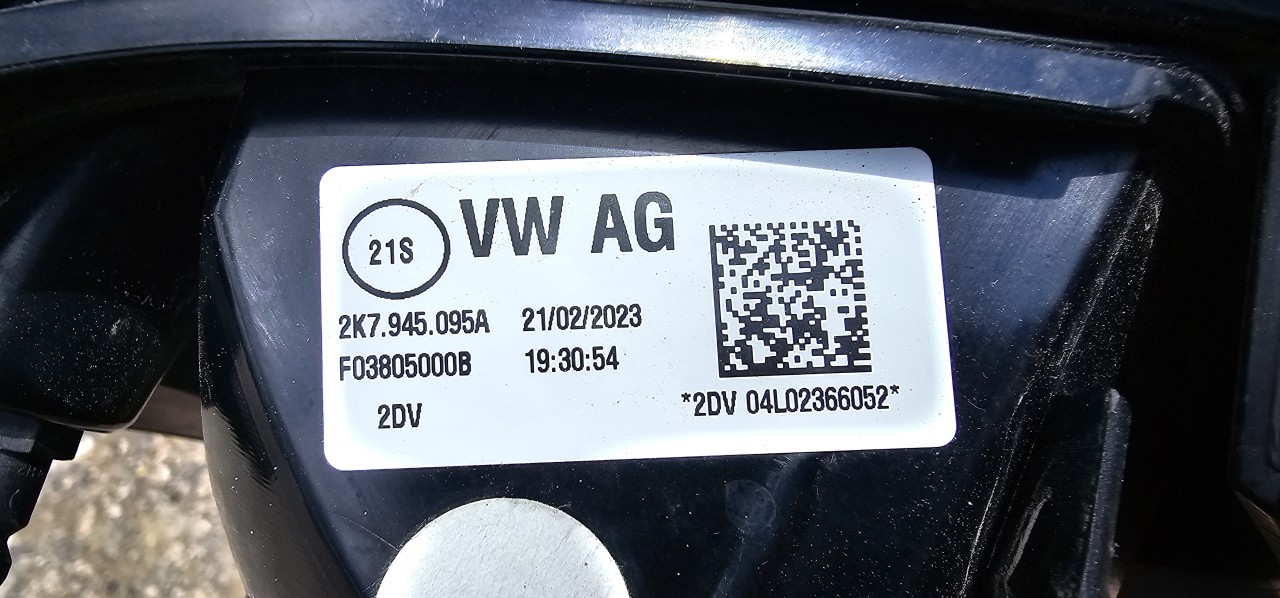 21S VW AG
2K7.945.095A 21/02/2023
F03805000B 19:30:54
2DV *2DV 04L02366052*